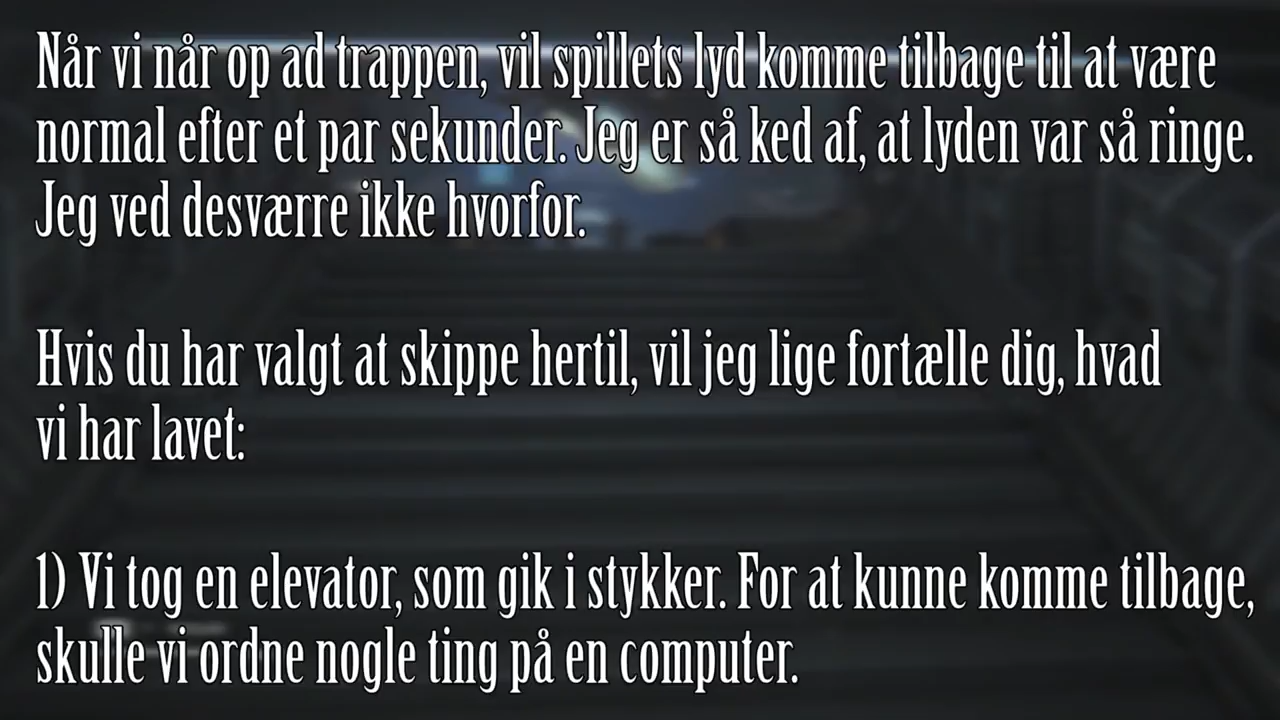 Når vi når op ad trappen, vil spillets lyd komme tilbage til at være
normal efter et par sekunder. Jeg er så ked af, at lyden var så ringe.
Jeg ved desværre ikke hvorfor.
Hvis du har valgt at skippe hertil, vil jeg lige fortælle dig, hvad
vi har lavet:
1) Vi tog en elevator, som gik i stykker. For at kunne komme tilbage,
skulle vi ordne nogle ting på en computer.